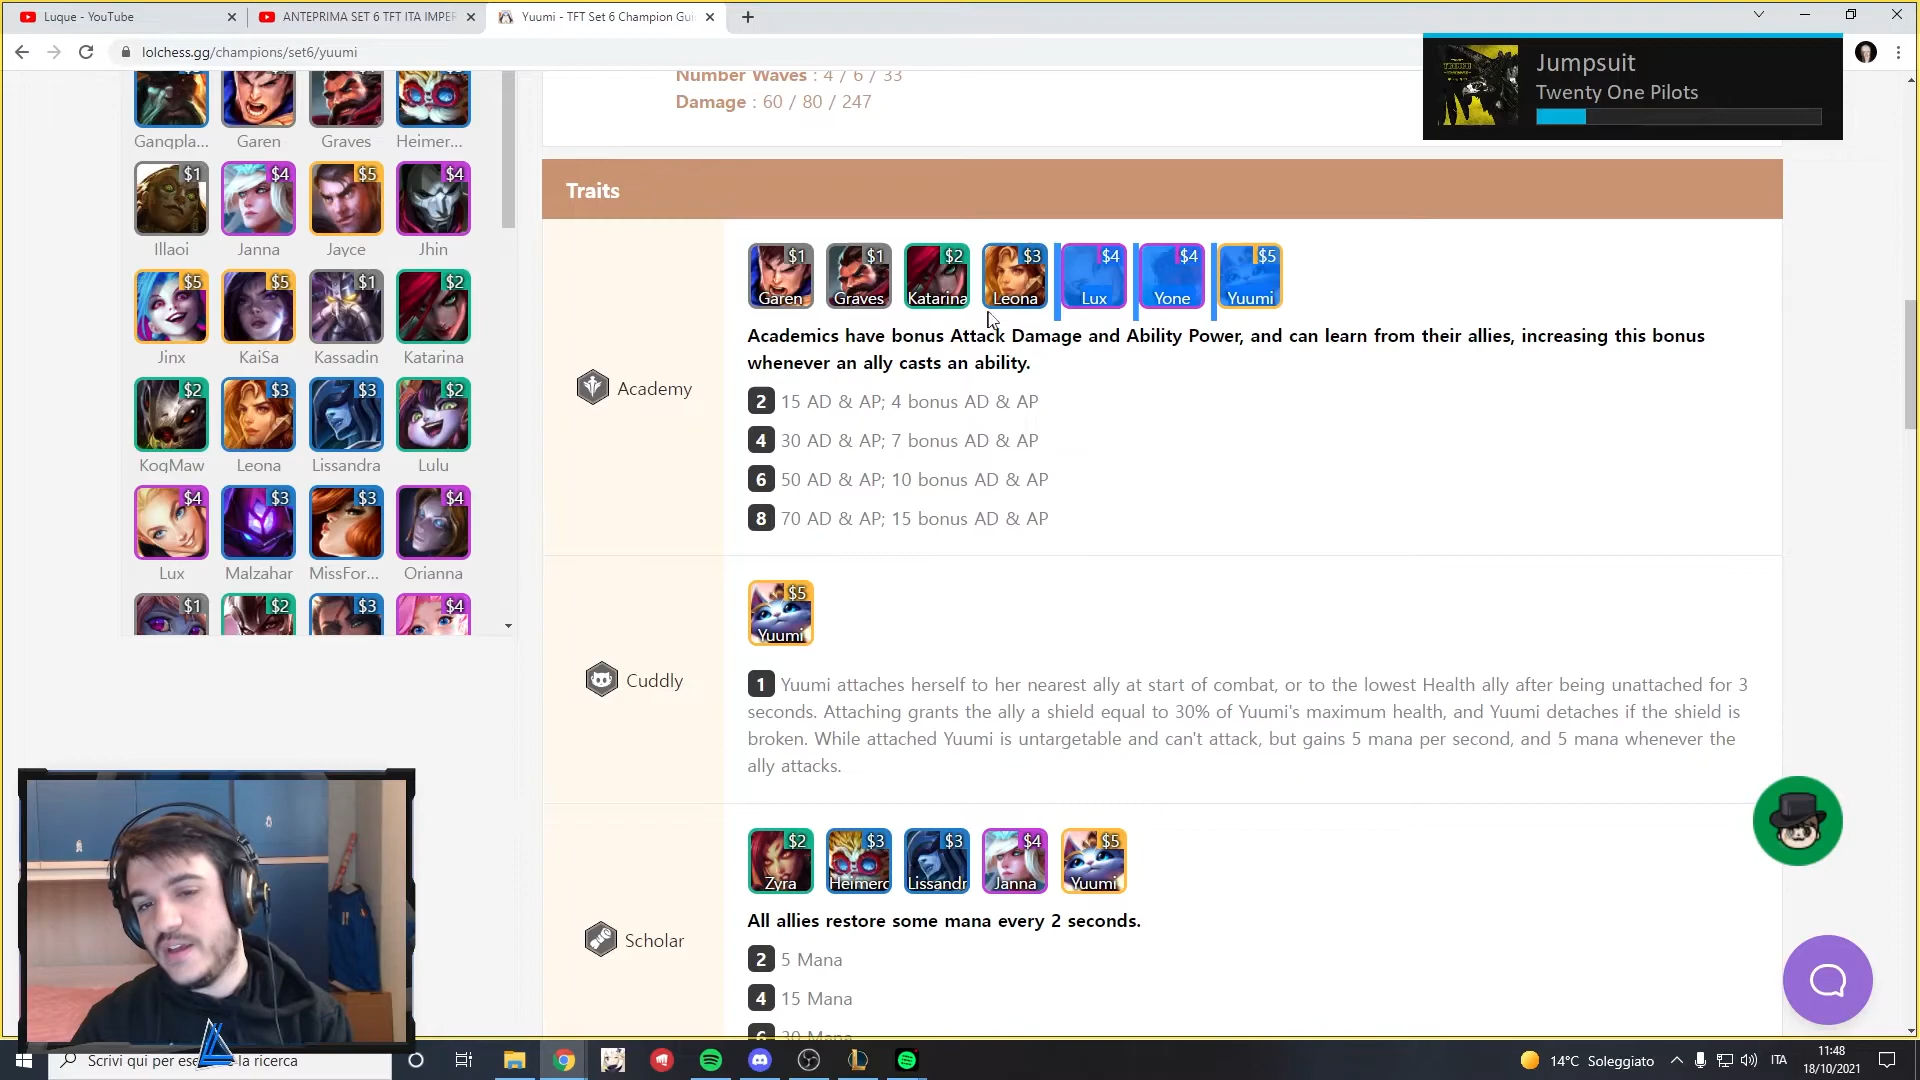 Luque - YouTube
ANTEPRIMA SET 6 TFT ITA IMPER
Yuumi - TFT Set 6 Champion Gui
lolchess.gg/champions/set6/yuumi
Jumpsuit
Twenty One Pilots
Gangpla...
Garen
Graves
Heimer...
$1
$4
$5
$4
Illaoi
Janna
Jayce
Jhin
$5
$5
$1
$2
Jinx
KaiSa
Kassadin
Katarina
$2
$3
$3
$2
KogMaw
Leona
Lissandra
Lulu
$4
$3
$3
$4
Lux
Malzahar
MissFor...
Orianna
$1
$2
$3
$4
Number Waves : 4 / 6 / 33
Damage : 60 / 80 / 247
Traits
$1 $1 $2 $3 $4 $4 $5
Garen Graves Katarina Leona Lux Yone Yuumi
Academy
Academics have bonus Attack Damage and Ability Power, and can learn from their allies, increasing this bonus
whenever an ally casts an ability.
2 15 AD & AP; 4 bonus AD & AP
4 30 AD & AP; 7 bonus AD & AP
6 50 AD & AP; 10 bonus AD & AP
8 70 AD & AP; 15 bonus AD & AP
$5
Yuumi
Cuddly
1 Yuumi attaches herself to her nearest ally at start of combat, or to the lowest Health ally after being unattached for 3
seconds. Attaching grants the ally a shield equal to 30% of Yuumi's maximum health, and Yuumi detaches if the shield is
broken. While attached Yuumi is untargetable and can't attack, but gains 5 mana per second, and 5 mana whenever the
ally attacks.
$2 $3 $3 $4 $5
Zyra Heimerd Lissandr Janna Yuumi
Scholar
All allies restore some mana every 2 seconds.
2 5 Mana
4 15 Mana
6 30 Mana
Scrivi qui per ese
la ricerca
14°C Soleggiato
ITA
11:48
18/10/2021